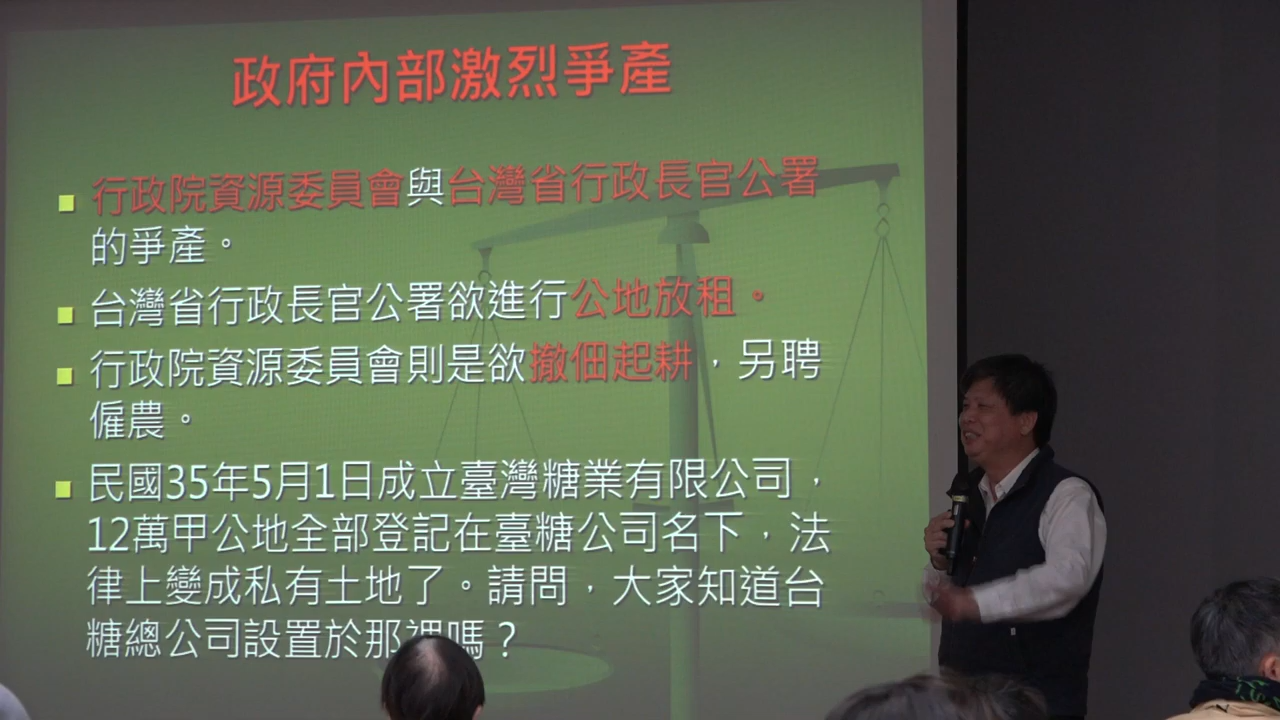 政府內部激烈爭產
行政院資源委員會與台灣省行政長官公署
的爭產。
台灣省行政長官公署欲進行公地放租。
行政院資源委員會則是欲撤佃起耕，另聘
僱農。
民國35年5月1日成立臺灣糖業有限公司，
12萬甲公地全部登記在臺糖公司名下，法
律上變成私有土地了。請問，大家知道台
糖總公司設置於那裡嗎？